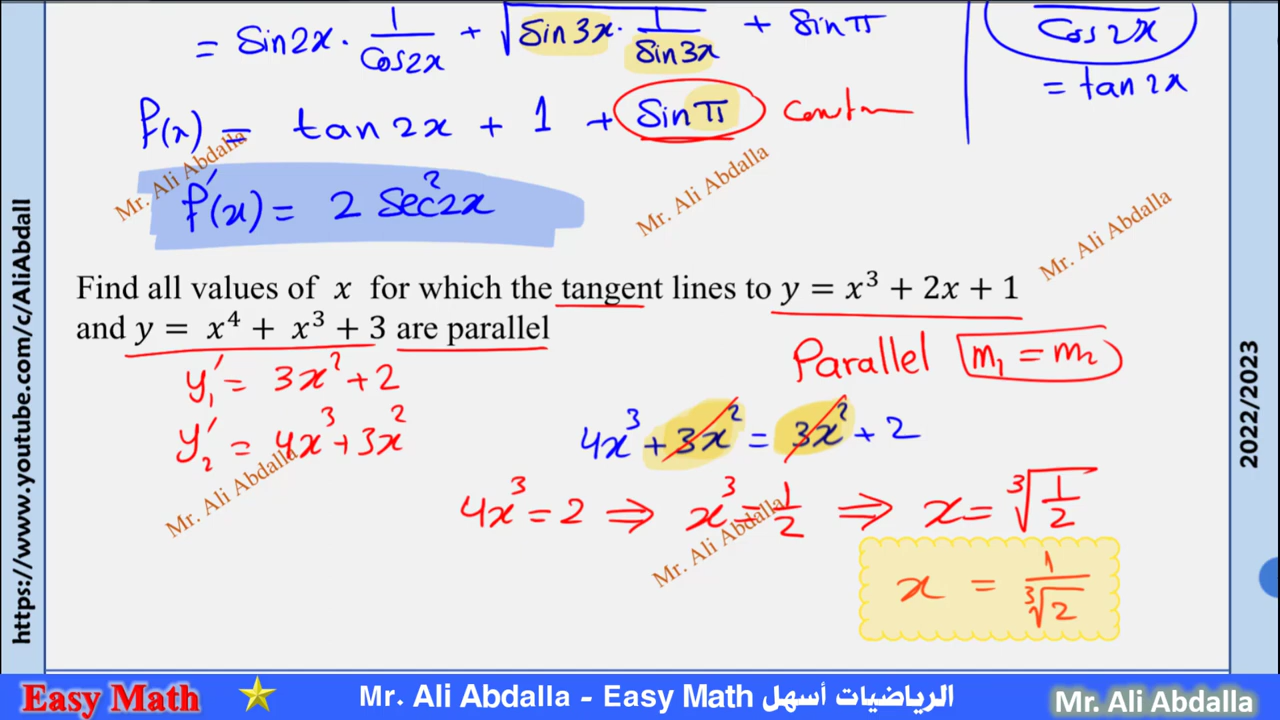 = Sin2x · 1/Cos2x + √(Sin 3x · 1/Sin3x) + Sin π
Cos2x
= tan 2x
f(x) = tan 2x + 1 + Sin π
f'(x) = 2 Sec²2x
Find all values of x for which the tangent lines to y = x³ + 2x + 1
and y = x⁴ + x³ + 3 are parallel
Parallel m₁ = m₂
y₁' = 3x² + 2
y₂' = 4x³ + 3x²
4x³ + 3x² = 3x² + 2
4x³ = 2 ⇒ x³ = 1/2 ⇒ x = ∛(1/2)
x = 1/∛2
Mr. Ali Abdalla
Mr. Ali Abdalla
Mr. Ali Abdalla
Mr. Ali Abdalla
Mr. Ali Abdalla
https://www.youtube.com/c/AliAbdall
2022/2023
Easy Math
Mr. Ali Abdalla - Easy Math الرياضيات أسهل
Mr. Ali Abdalla